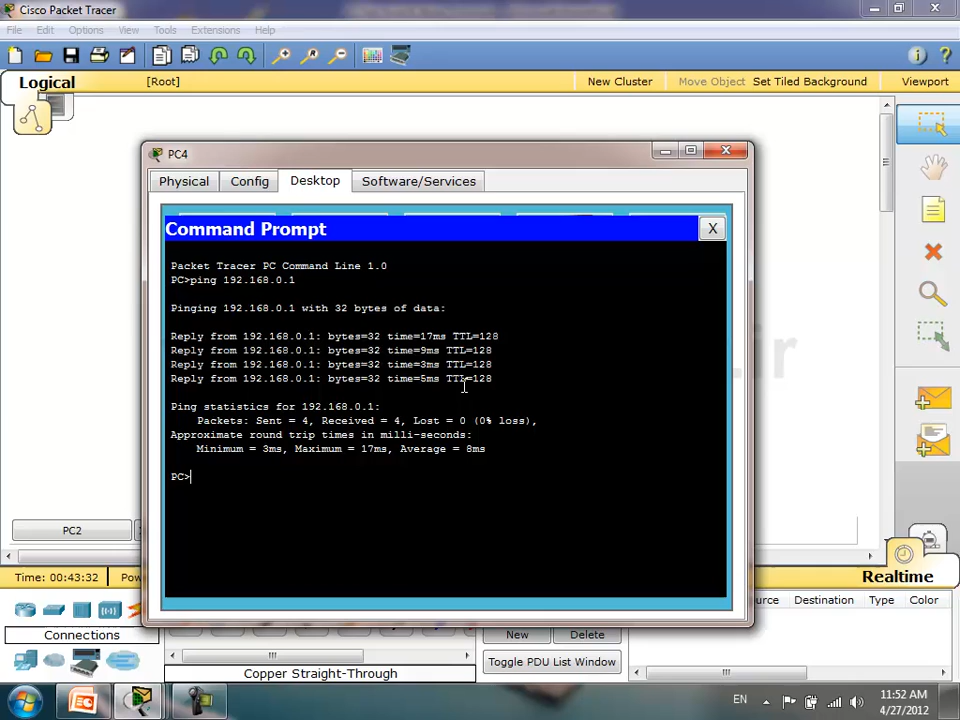 Cisco Packet Tracer
File Edit Options View Tools Extensions Help
Logical
[Root]
New Cluster
Move Object
Set Tiled Background
Viewport
PC4
Physical
Config
Desktop
Software/Services
Command Prompt
X
Packet Tracer PC Command Line 1.0
PC>ping 192.168.0.1
Pinging 192.168.0.1 with 32 bytes of data:
Reply from 192.168.0.1: bytes=32 time=17ms TTL=128
Reply from 192.168.0.1: bytes=32 time=9ms TTL=128
Reply from 192.168.0.1: bytes=32 time=3ms TTL=128
Reply from 192.168.0.1: bytes=32 time=5ms TTL=128
Ping statistics for 192.168.0.1:
Packets: Sent = 4, Received = 4, Lost = 0 (0% loss),
Approximate round trip times in milli-seconds:
Minimum = 3ms, Maximum = 17ms, Average = 8ms
PC>
PC2
Time: 00:43:32
Realtime
Destination
Type
Color
Connections
New
Delete
Toggle PDU List Window
Copper Straight-Through
EN
11:52 AM
4/27/2012